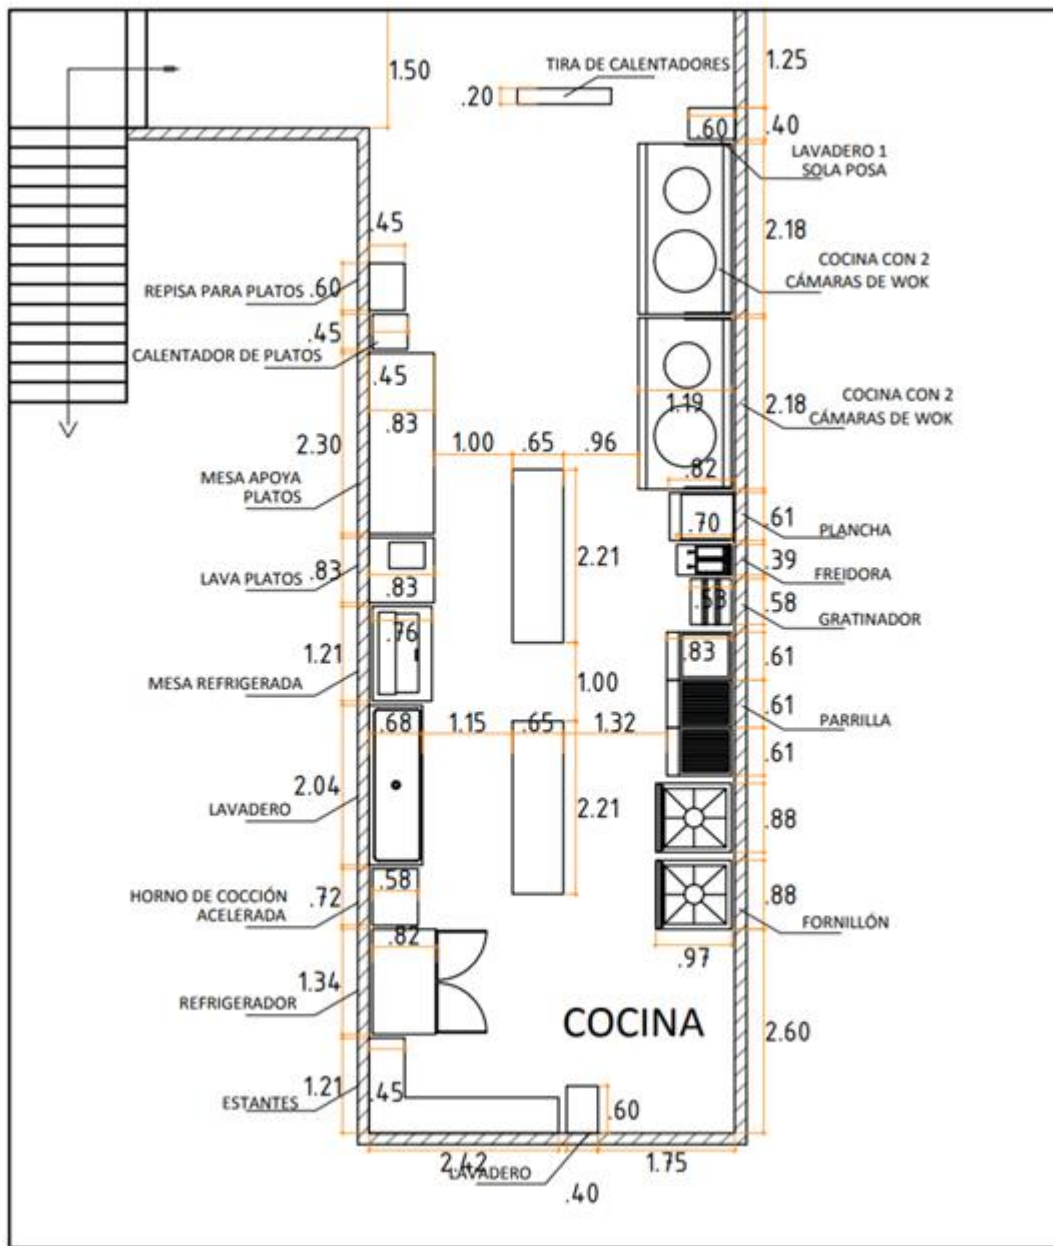 1.50
TIRA DE CALENTADORES
1.25
.20
.60
.40
LAVADERO 1
SOLA POSA
.45
2.18
COCINA CON 2
CÁMARAS DE WOK
REPISA PARA PLATOS
.60
.45
CALENTADOR DE PLATOS
.45
1.19
2.18
COCINA CON 2
CÁMARAS DE WOK
.83
2.30
1.00
.65
.96
.82
MESA APOYA
PLATOS
.70
.61
PLANCHA
2.21
.39
FREIDORA
LAVA PLATOS
.83
.83
.58
.58
GRATINADOR
.76
.83
.61
1.21
MESA REFRIGERADA
1.00
.61
PARRILLA
.68
1.15
.65
1.32
.61
2.04
LAVADERO
2.21
.88
.58
HORNO DE COCCIÓN
ACELERADA
.72
.88
FORNILLÓN
.82
.97
1.34
REFRIGERADOR
COCINA
2.60
1.21
.45
ESTANTES
.60
2.42
LAVADERO
1.75
.40